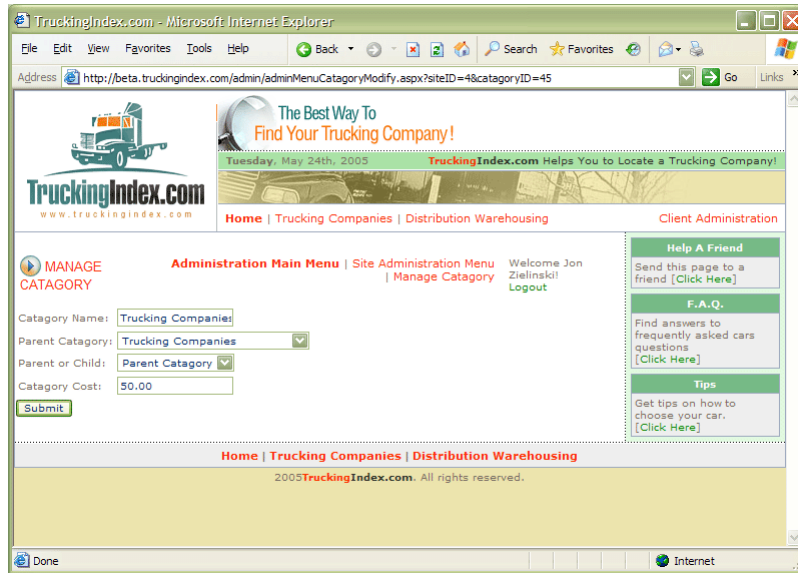 TruckingIndex.com - Microsoft Internet Explorer
File Edit View Favorites Tools Help Back Search Favorites
Address http://beta.truckingindex.com/admin/adminMenuCatagoryModify.aspx?siteID=4&catagoryID=45 Go Links »
The Best Way To
Find Your Trucking Company!
Tuesday, May 24th, 2005 TruckingIndex.com Helps You to Locate a Trucking Company!
TruckingIndex.com
www.truckingindex.com
Home | Trucking Companies | Distribution Warehousing Client Administration
MANAGE
CATAGORY
Administration Main Menu | Site Administration Menu
| Manage Catagory
Welcome Jon
Zielinski!
Logout
Catagory Name: Trucking Companies
Parent Catagory: Trucking Companies
Parent or Child: Parent Catagory
Catagory Cost: 50.00
Submit
Help A Friend
Send this page to a
friend [Click Here]
F.A.Q.
Find answers to
frequently asked cars
questions
[Click Here]
Tips
Get tips on how to
choose your car.
[Click Here]
Home | Trucking Companies | Distribution Warehousing
2005TruckingIndex.com. All rights reserved.
Done Internet